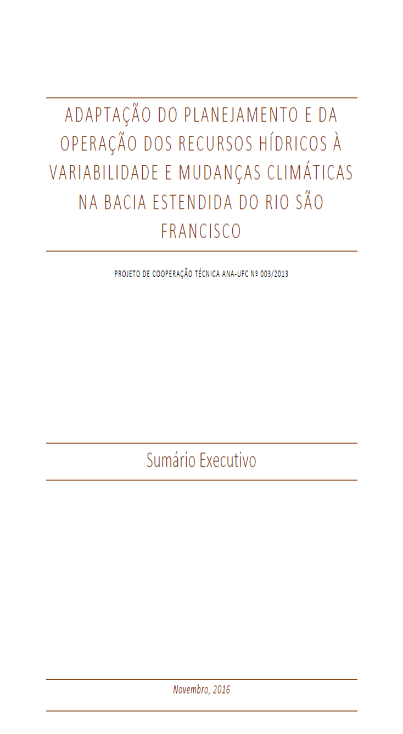 ADAPTAÇÃO DO PLANEJAMENTO E DA
OPERAÇÃO DOS RECURSOS HÍDRICOS À
VARIABILIDADE E MUDANÇAS CLIMÁTICAS
NA BACIA ESTENDIDA DO RIO SÃO
FRANCISCO
PROJETO DE COOPERAÇÃO TÉCNICA ANA-UFC Nº 003/2013
Sumário Executivo
Novembro, 2016